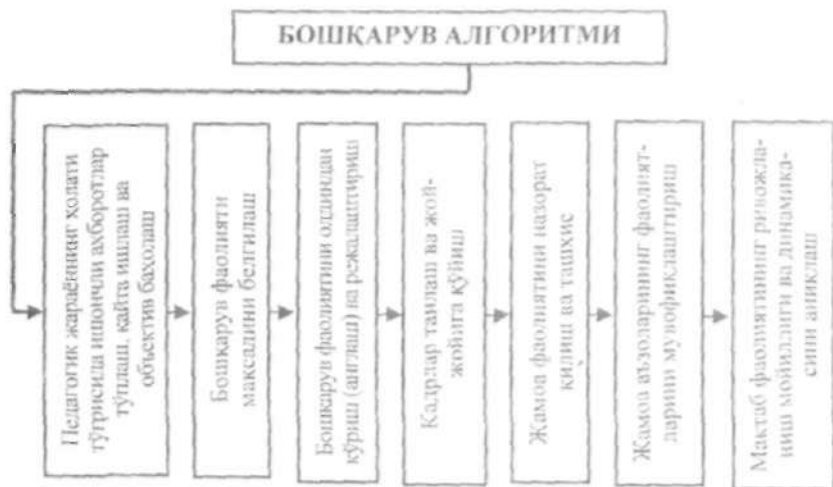 БОШҚАРУВ АЛГОРИТМИ
Педагогик жараённинг ҳолати
тўғрисида ишончли ахборотлар
тўплаш, қайта ишлаш ва
объектив баҳолаш
Бошқарув фаолияти
мақсадини белгилаш
Бошқарув фаолиятини олдиндан
кўриш (англаш) ва режалаштириш
Кадрлар танлаш ва жой-
жойига қўйиш
Жамоа фаолиятини назорат
қилиш ва ташхис
Жамоа аъзоларининг фаолият-
ларини мувофиқлаштириш
Мактаб фаолиятининг ривожла-
ниш мойиллиги ва динамика-
сини аниқлаш